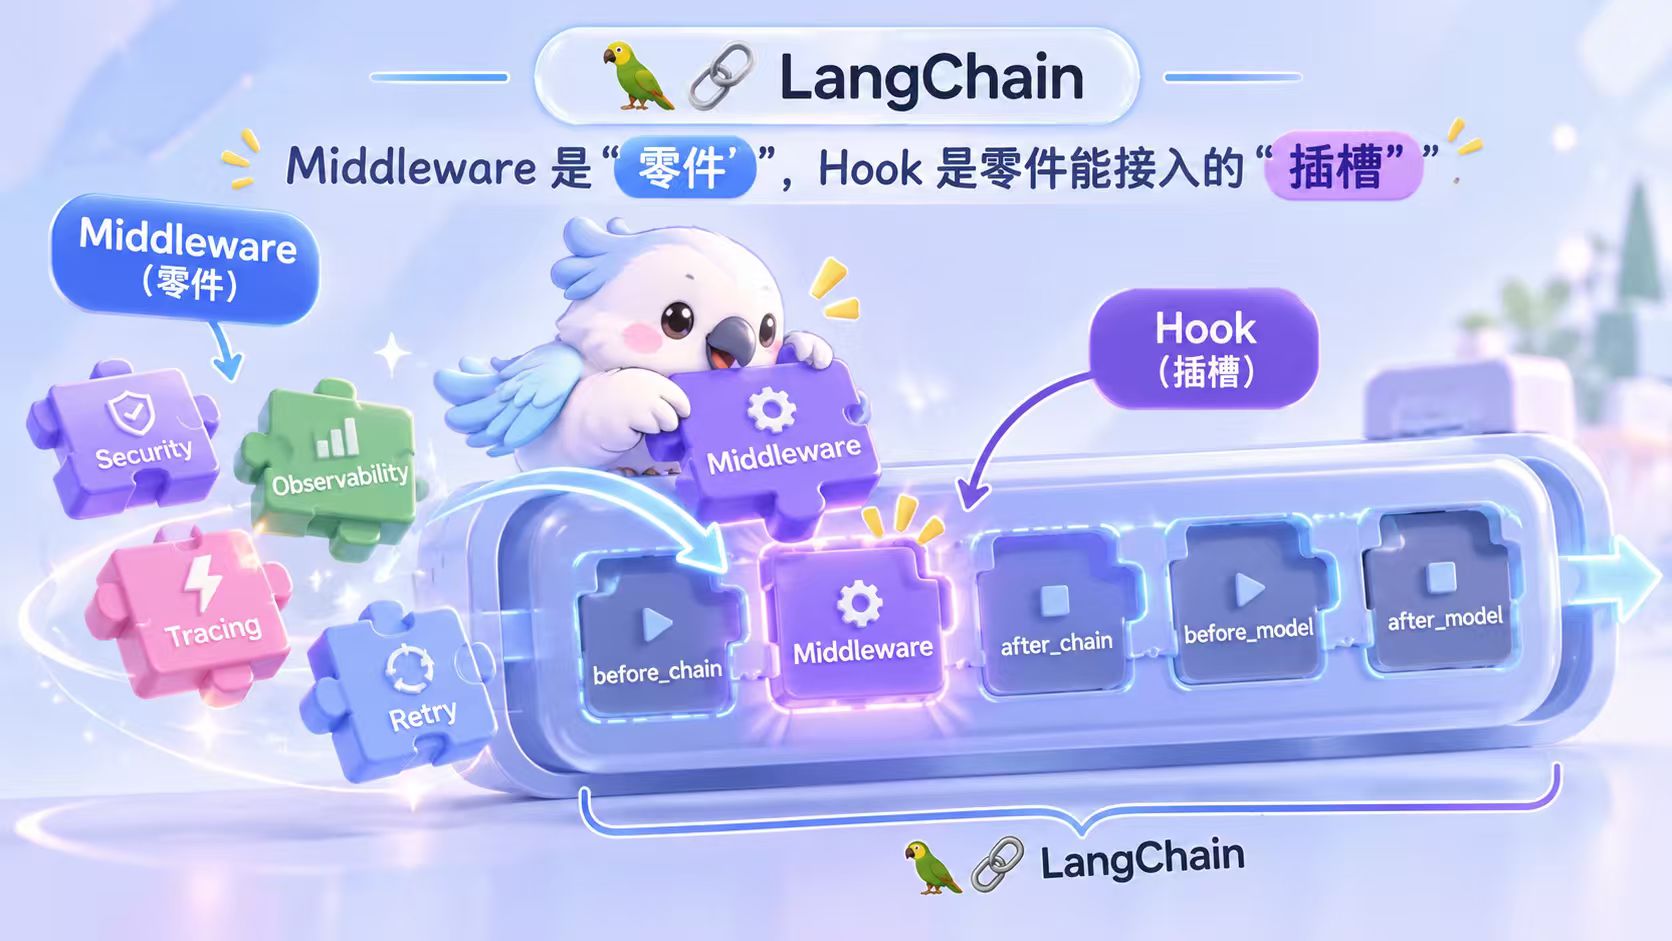 LangChain
Middleware 是 “ 零件’ ”，Hook 是零件能接入的 “ 插槽” ”
Middleware
（零件）
Hook
（插槽）
Security
Observability
Middleware
Tracing
Retry
before_chain
Middleware
after_chain
before_model
after_model
LangChain